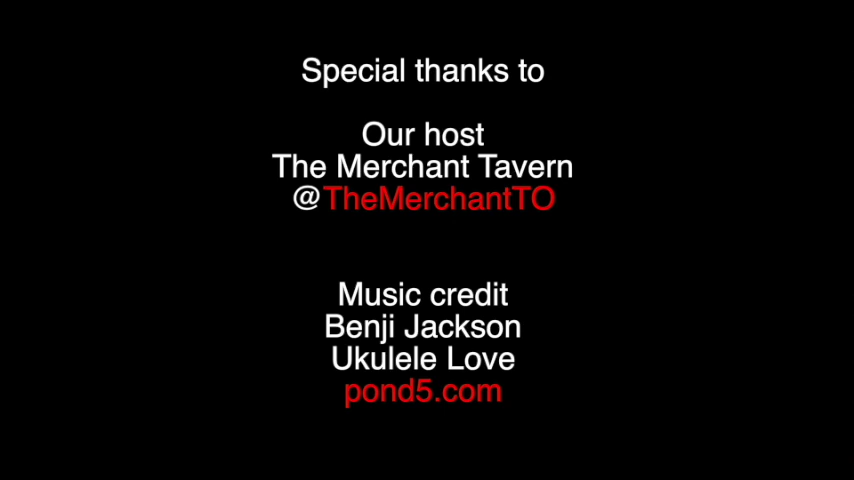 Special thanks to
Our host
The Merchant Tavern
@TheMerchantTO
Music credit
Benji Jackson
Ukulele Love
pond5.com